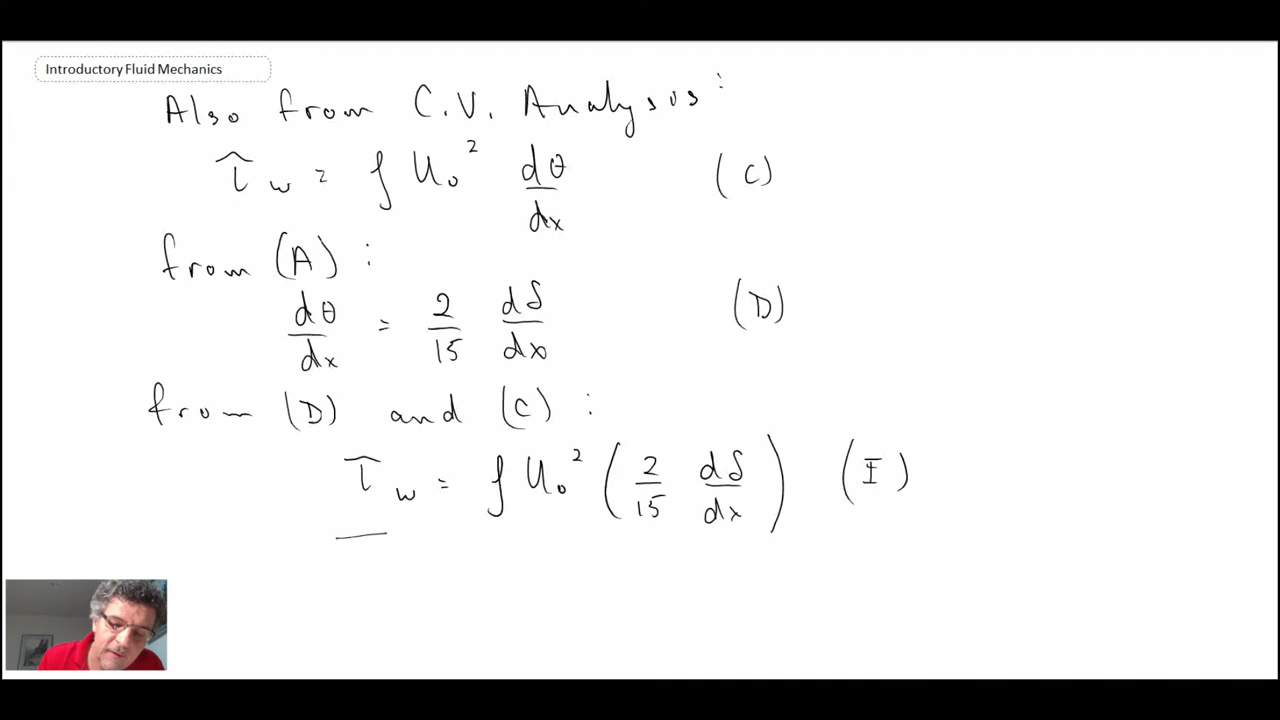 Introductory Fluid Mechanics
Also from C.V. Analysis:
τw = ρ U₀² dθ/dx (C)
from (A):
dθ/dx = 2/15 dδ/dx (D)
from (D) and (C):
τw = ρ U₀² (2/15 dδ/dx) (I)